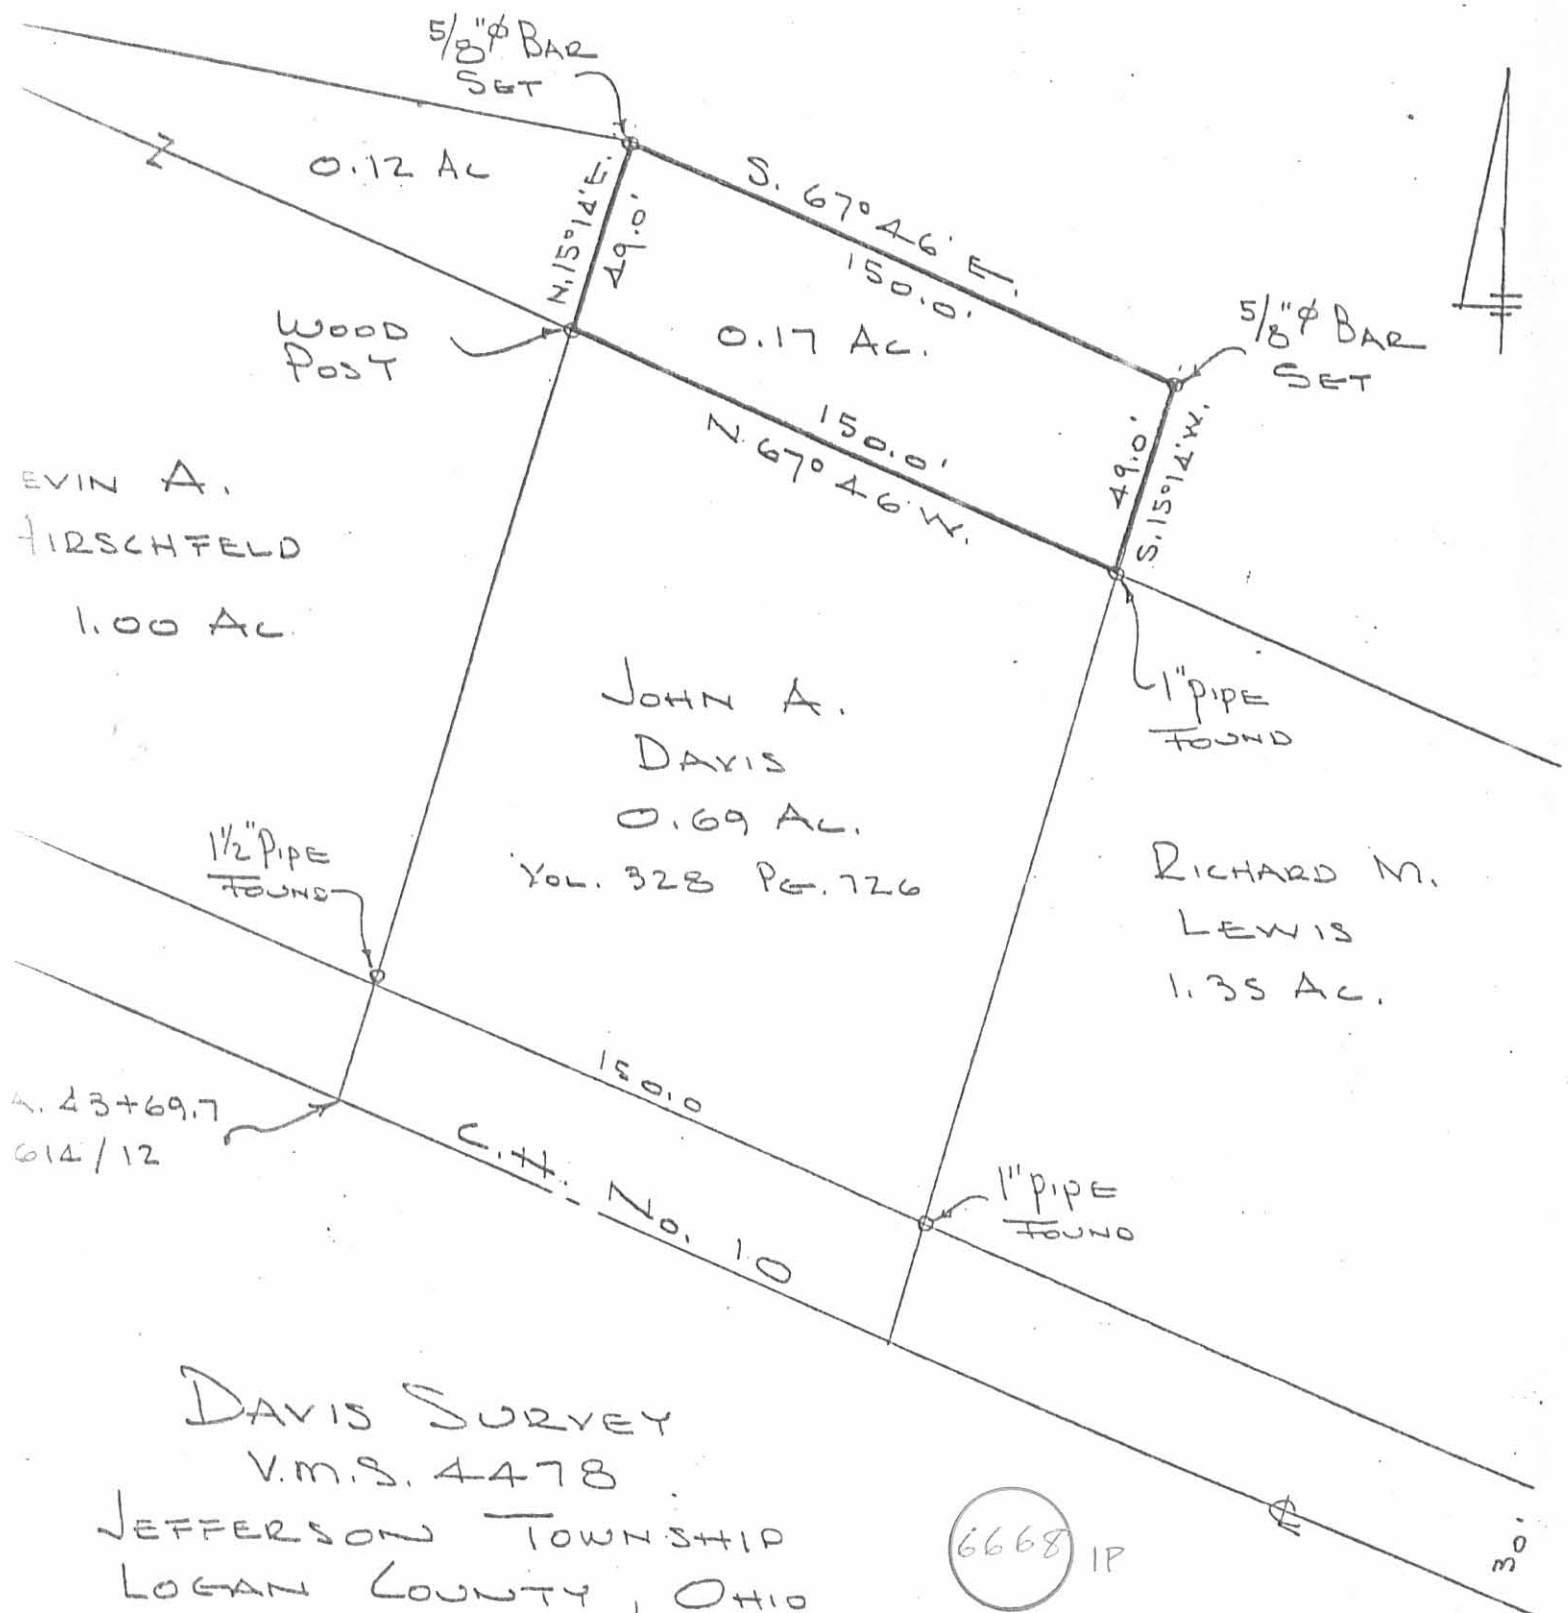 5/8"⌀ BAR
SET
0.12 AC
N. 15° 14' E.
49.0'
S. 67° 46' E.
150.0'
WOOD
POST
0.17 AC.
5/8"⌀ BAR
SET
150.0'
N. 67° 46' W.
49.0'
S. 15° 14' W.
EVIN A.
HIRSCHFELD
1.00 AC.
JOHN A.
DAVIS
0.69 AC.
VOL. 328 PG. 726
1" PIPE
FOUND
1½" PIPE
FOUND
RICHARD M.
LEWIS
1.35 AC.
150.0
A. 43+69.7
614/12
C.H. No. 10
1" PIPE
FOUND
DAVIS SURVEY
V.M.S. 4478
JEFFERSON TOWNSHIP
LOGAN COUNTY, OHIO
6668 IP
℄
30'